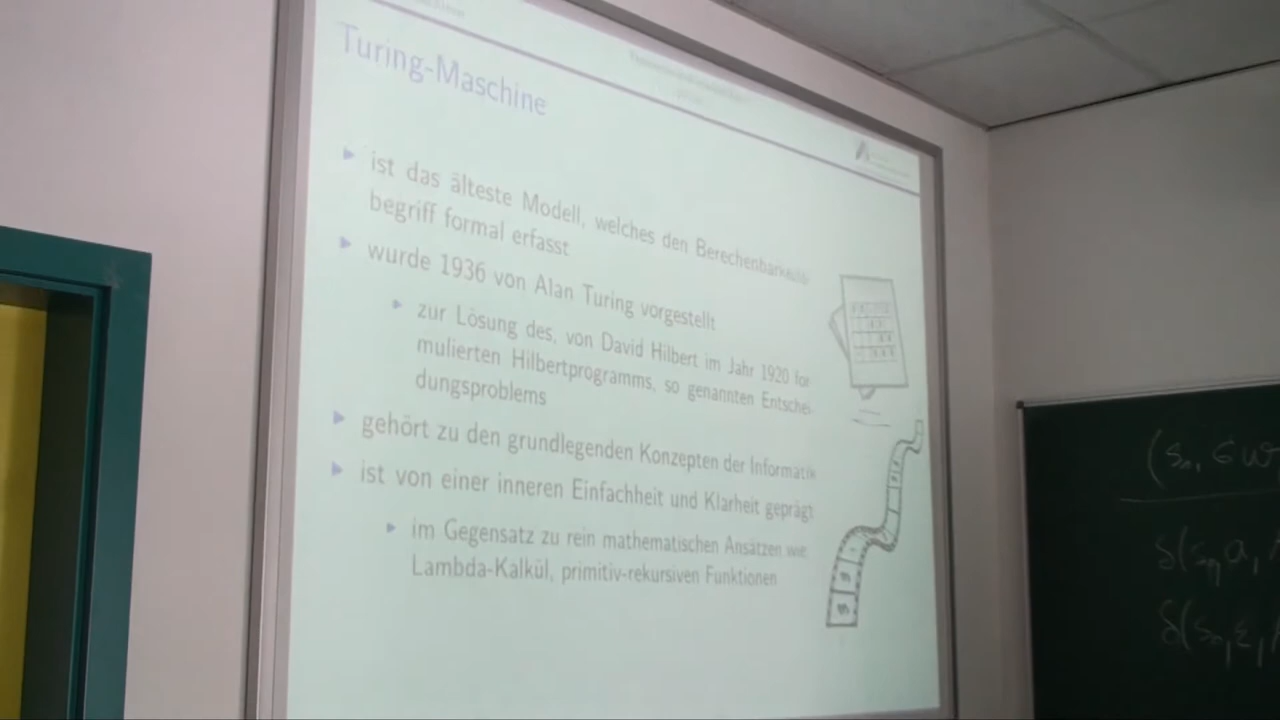 Turing-Maschine
▶ ist das älteste Modell, welches den Berechenbarkeits-
begriff formal erfasst
▶ wurde 1936 von Alan Turing vorgestellt
▶ zur Lösung des, von David Hilbert im Jahr 1920 for-
mulierten Hilbertprogramms, so genannten Entschei-
dungsproblems
▶ gehört zu den grundlegenden Konzepten der Informatik
▶ ist von einer inneren Einfachheit und Klarheit geprägt
▶ im Gegensatz zu rein mathematischen Ansätzen wie
Lambda-Kalkül, primitiv-rekursiven Funktionen